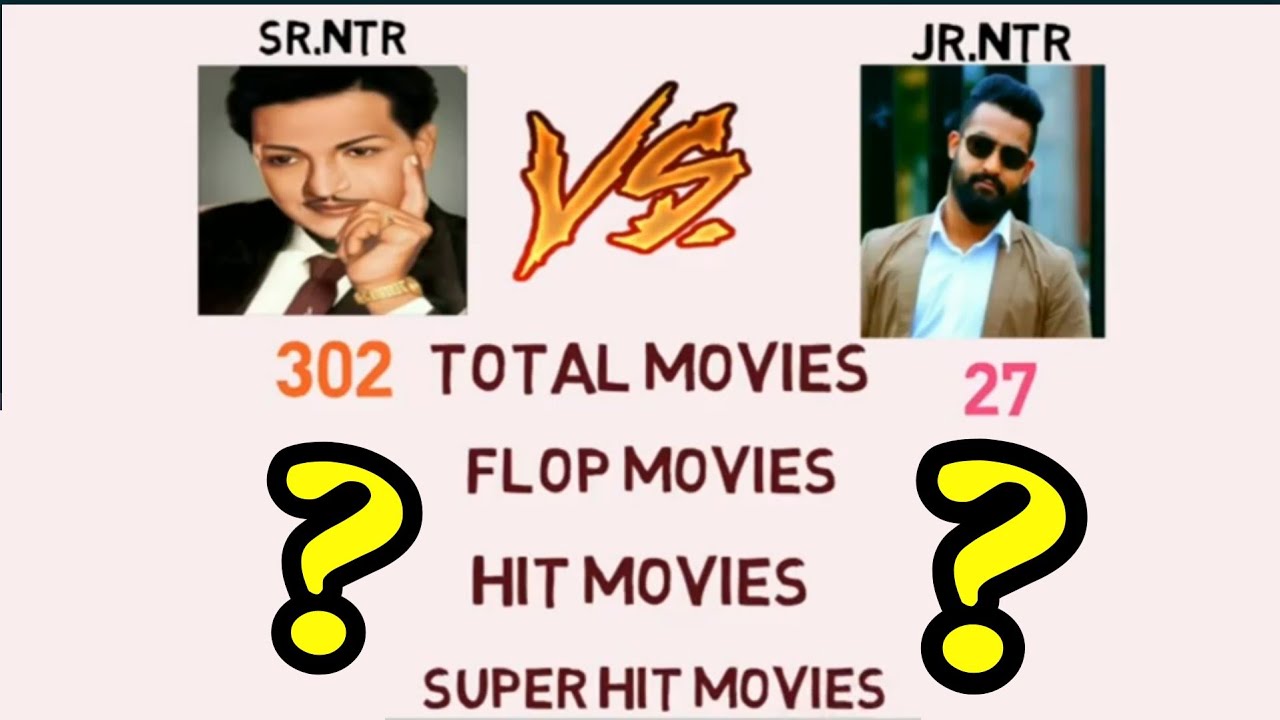 SR.NTR
JR.NTR
VS.
302 TOTAL MOVIES 27
FLOP MOVIES
? ?
HIT MOVIES
SUPER HIT MOVIES